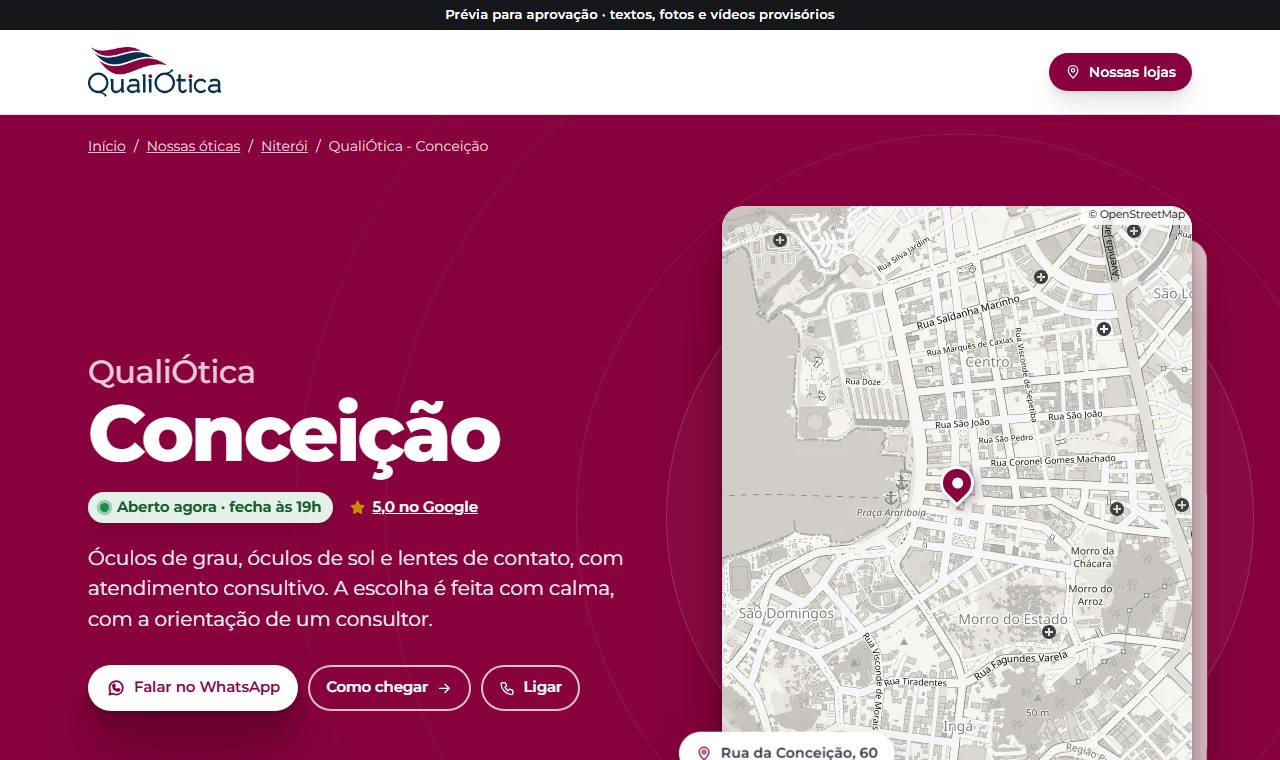 Prévia para aprovação · textos, fotos e vídeos provisórios
QualiÓtica
Nossas lojas
Início / Nossas óticas / Niterói / QualiÓtica - Conceição
QualiÓtica
Conceição
Aberto agora · fecha às 19h
5,0 no Google
Óculos de grau, óculos de sol e lentes de contato, com
atendimento consultivo. A escolha é feita com calma,
com a orientação de um consultor.
Falar no WhatsApp
Como chegar →
Ligar
© OpenStreetMap
Rua Silva Jardim
Avenida
Rua
São Lo
Rua Saldanha Marinho
Rua Marquês de Caxias
Rua Visconde de Sepetiba
Centro
Rua Doze
Rua São João
Rua São João
Rua São Pedro
Rua Coronel Gomes Machado
Praça Arariboia
Morro da
Chácara
Morro do
Arroz
São Domingos
Morro do Estado
Rua Visconde de Morais
Rua Fagundes Varela
Rua Tiradentes
50 m
Ingá
Região P
Rua da Conceição, 60